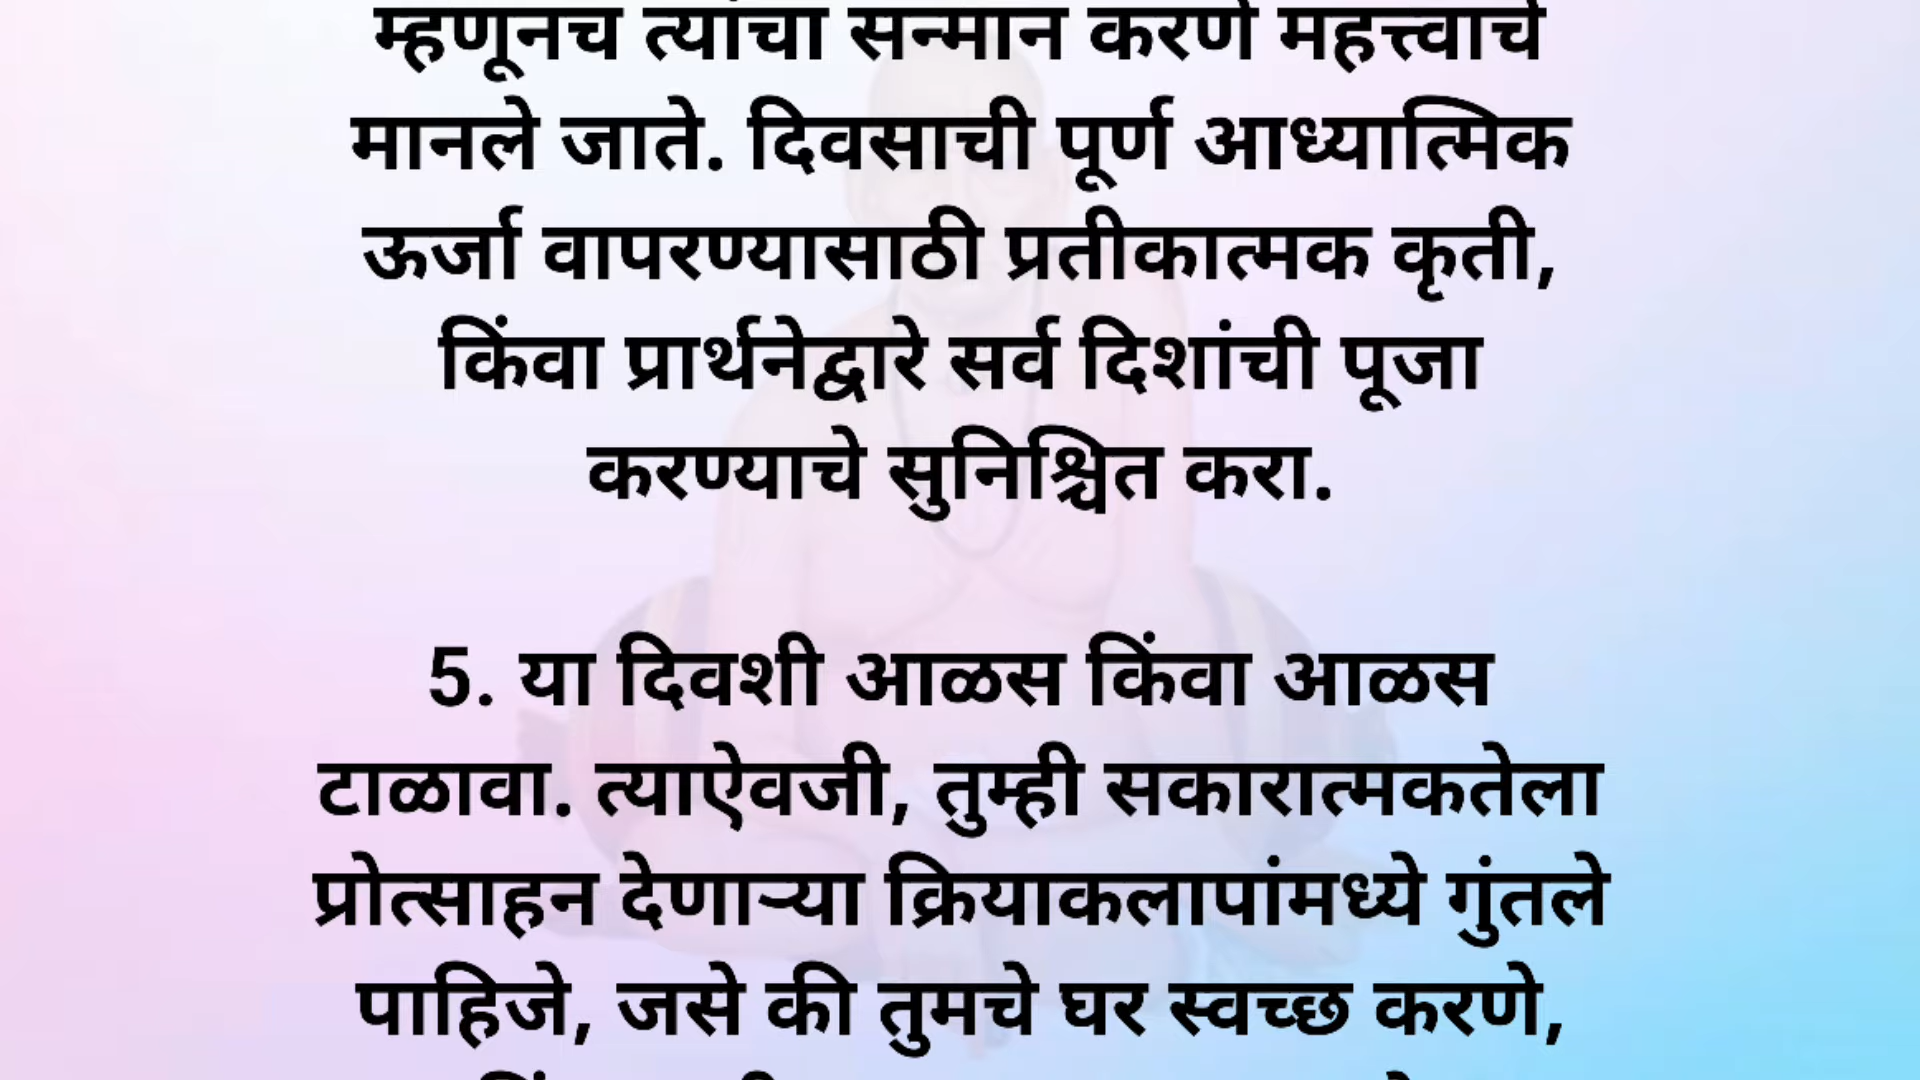 म्हणूनच त्यांचा सन्मान करणे महत्त्वाचे
मानले जाते. दिवसाची पूर्ण आध्यात्मिक
ऊर्जा वापरण्यासाठी प्रतीकात्मक कृती,
किंवा प्रार्थनेद्वारे सर्व दिशांची पूजा
करण्याचे सुनिश्चित करा.
5. या दिवशी आळस किंवा आळस
टाळावा. त्याऐवजी, तुम्ही सकारात्मकतेला
प्रोत्साहन देणाऱ्या क्रियाकलापांमध्ये गुंतले
पाहिजे, जसे की तुमचे घर स्वच्छ करणे,